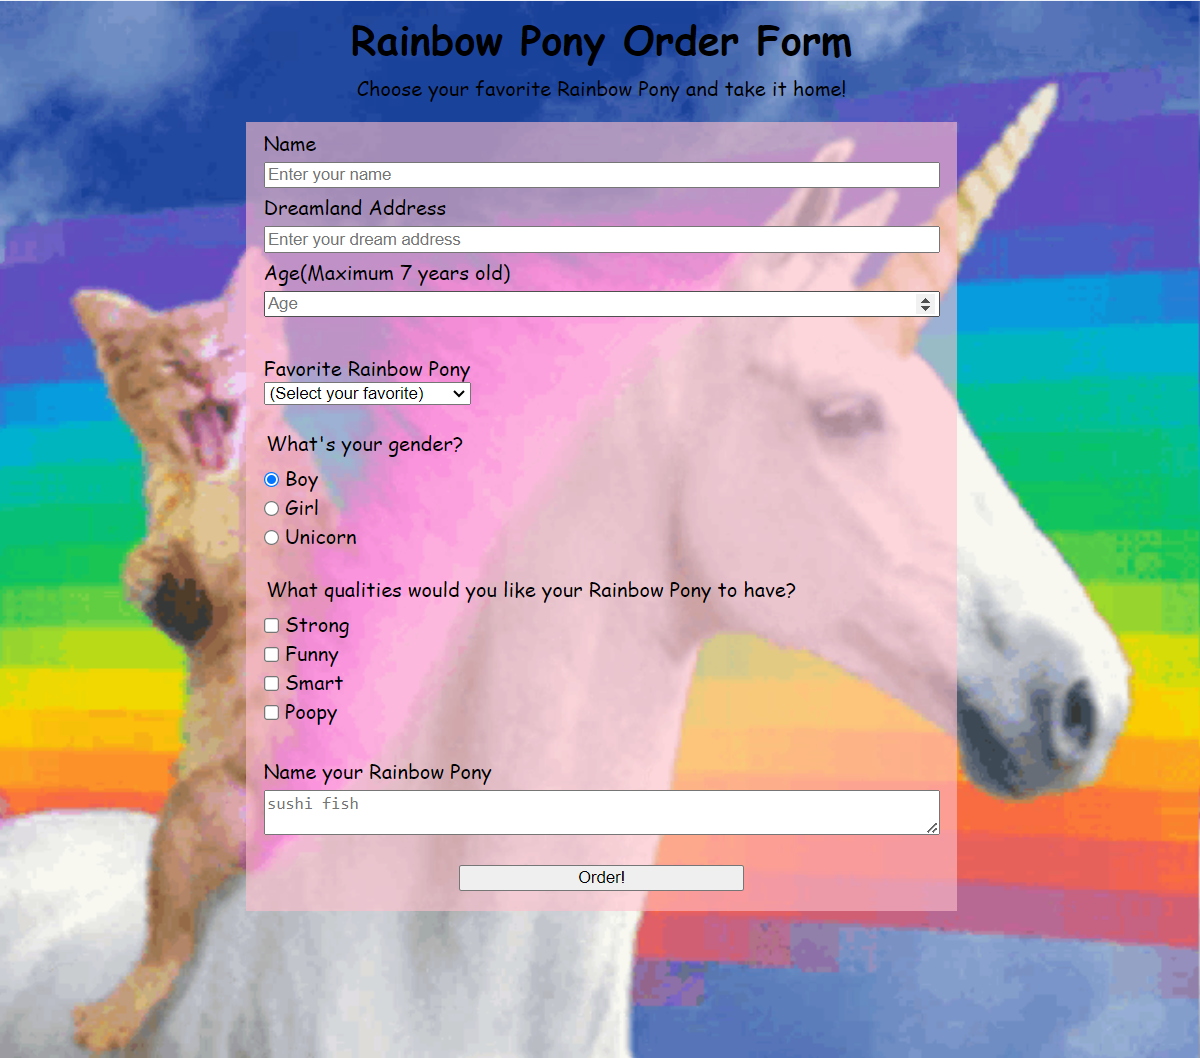 Rainbow Pony Order Form
Choose your favorite Rainbow Pony and take it home!
Name
Enter your name
Dreamland Address
Enter your dream address
Age(Maximum 7 years old)
Age
Favorite Rainbow Pony
(Select your favorite)
What's your gender?
Boy
Girl
Unicorn
What qualities would you like your Rainbow Pony to have?
Strong
Funny
Smart
Poopy
Name your Rainbow Pony
sushi fish
Order!